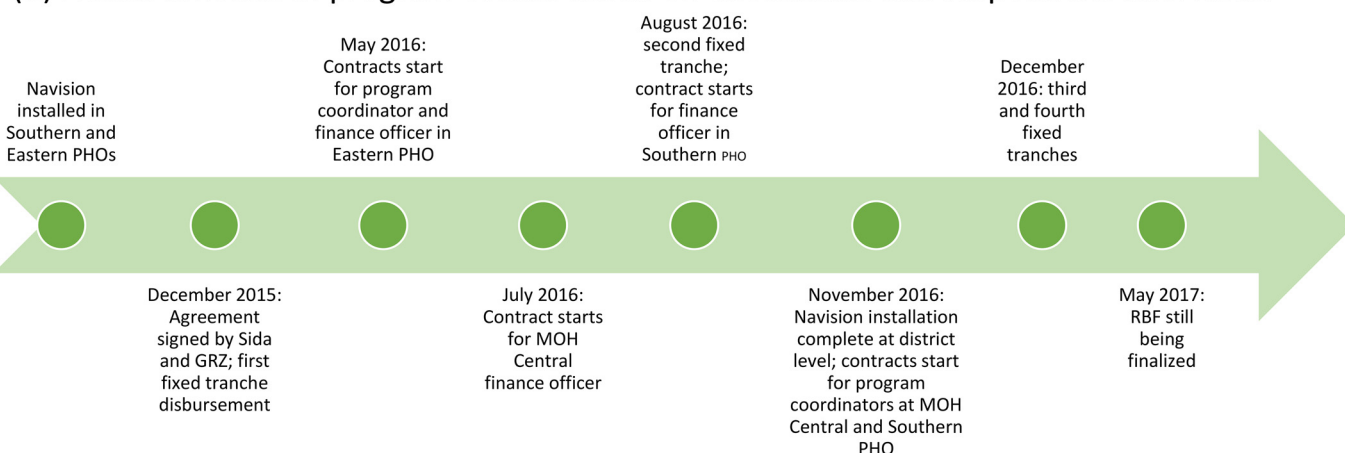 Navision
installed in
Southern and
Eastern PHOs
December 2015:
Agreement
signed by Sida
and GRZ; first
fixed tranche
disbursement
May 2016:
Contracts start
for program
coordinator and
finance officer in
Eastern PHO
July 2016:
Contract starts
for MOH
Central
finance officer
August 2016:
second fixed
tranche;
contract starts
for finance
officer in
Southern PHO
November 2016:
Navision installation
complete at district
level; contracts start
for program
coordinators at MOH
Central and Southern
PHO
December
2016: third
and fourth
fixed
tranches
May 2017:
RBF still
being
finalized